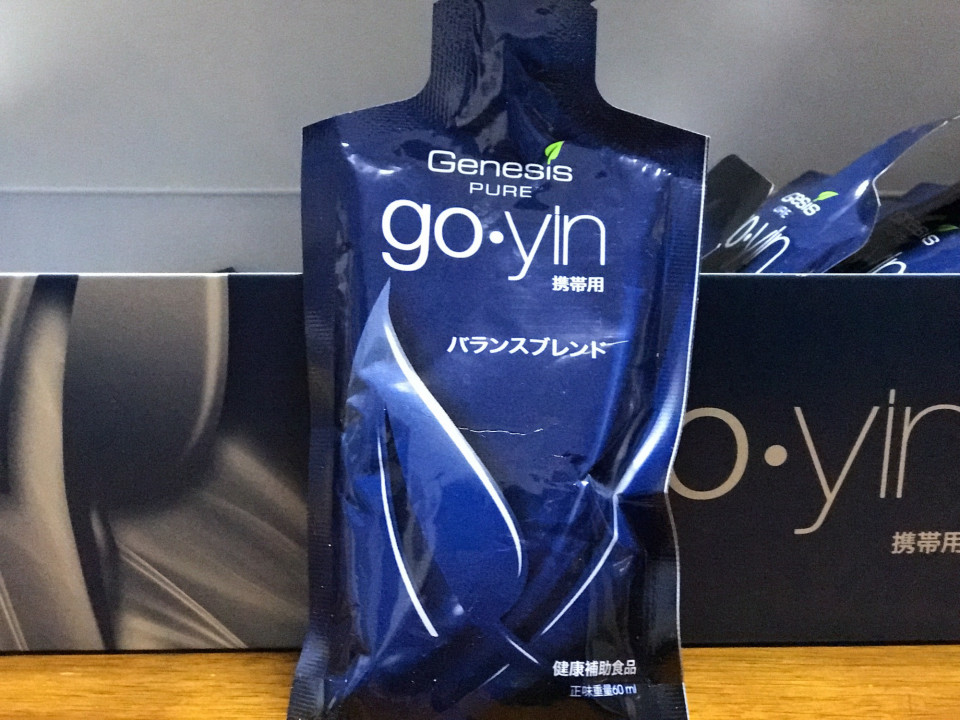 Genesis
PURE
go·yin
携帯用
バランスブレンド
健康補助食品
正味重量60ml
go·yin
携帯用